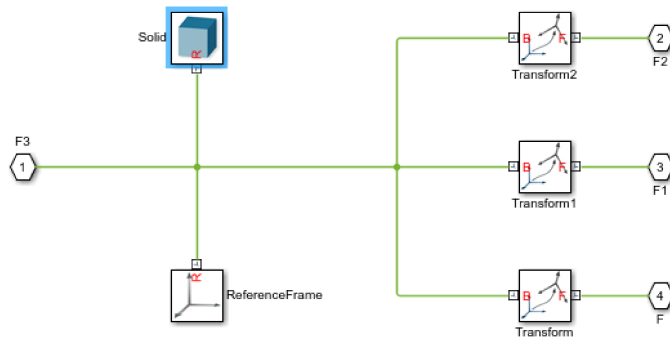 Solid
R
B
F
2
Transform2
F2
F3
1
B
F
3
Transform1
F1
R
ReferenceFrame
B
F
4
Transform
F